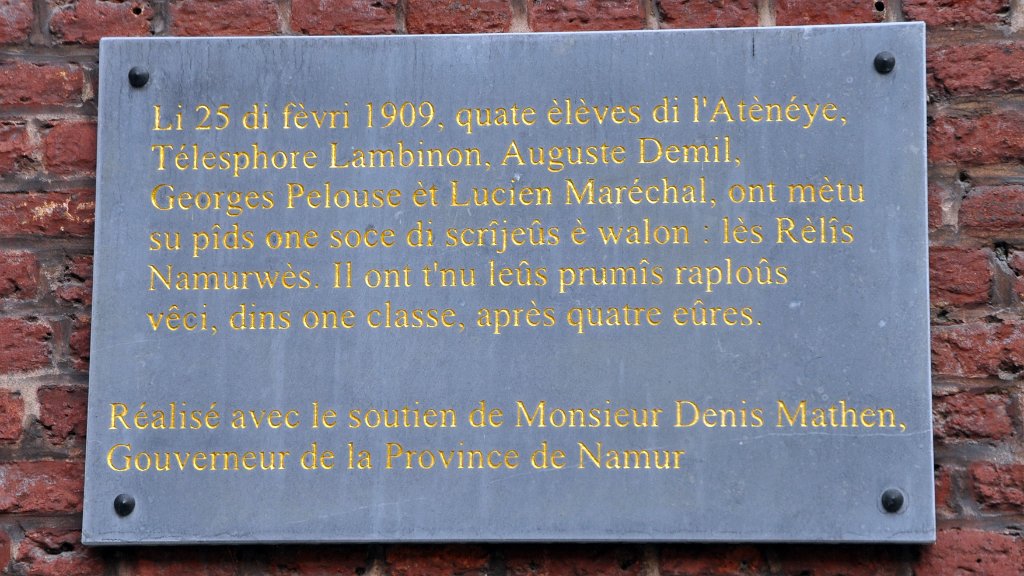 Li 25 di fèvri 1909, quate èlèves di l'Atènéye,
Télesphore Lambinon, Auguste Demil,
Georges Pelouse èt Lucien Maréchal, ont mètu
su pîds one soce di scrîjeûs è walon : lès Rèlîs
Namurwès. Il ont t'nu leûs prumîs raploûs
vêci, dins one classe, après quatre eûres.
Réalisé avec le soutien de Monsieur Denis Mathen,
Gouverneur de la Province de Namur